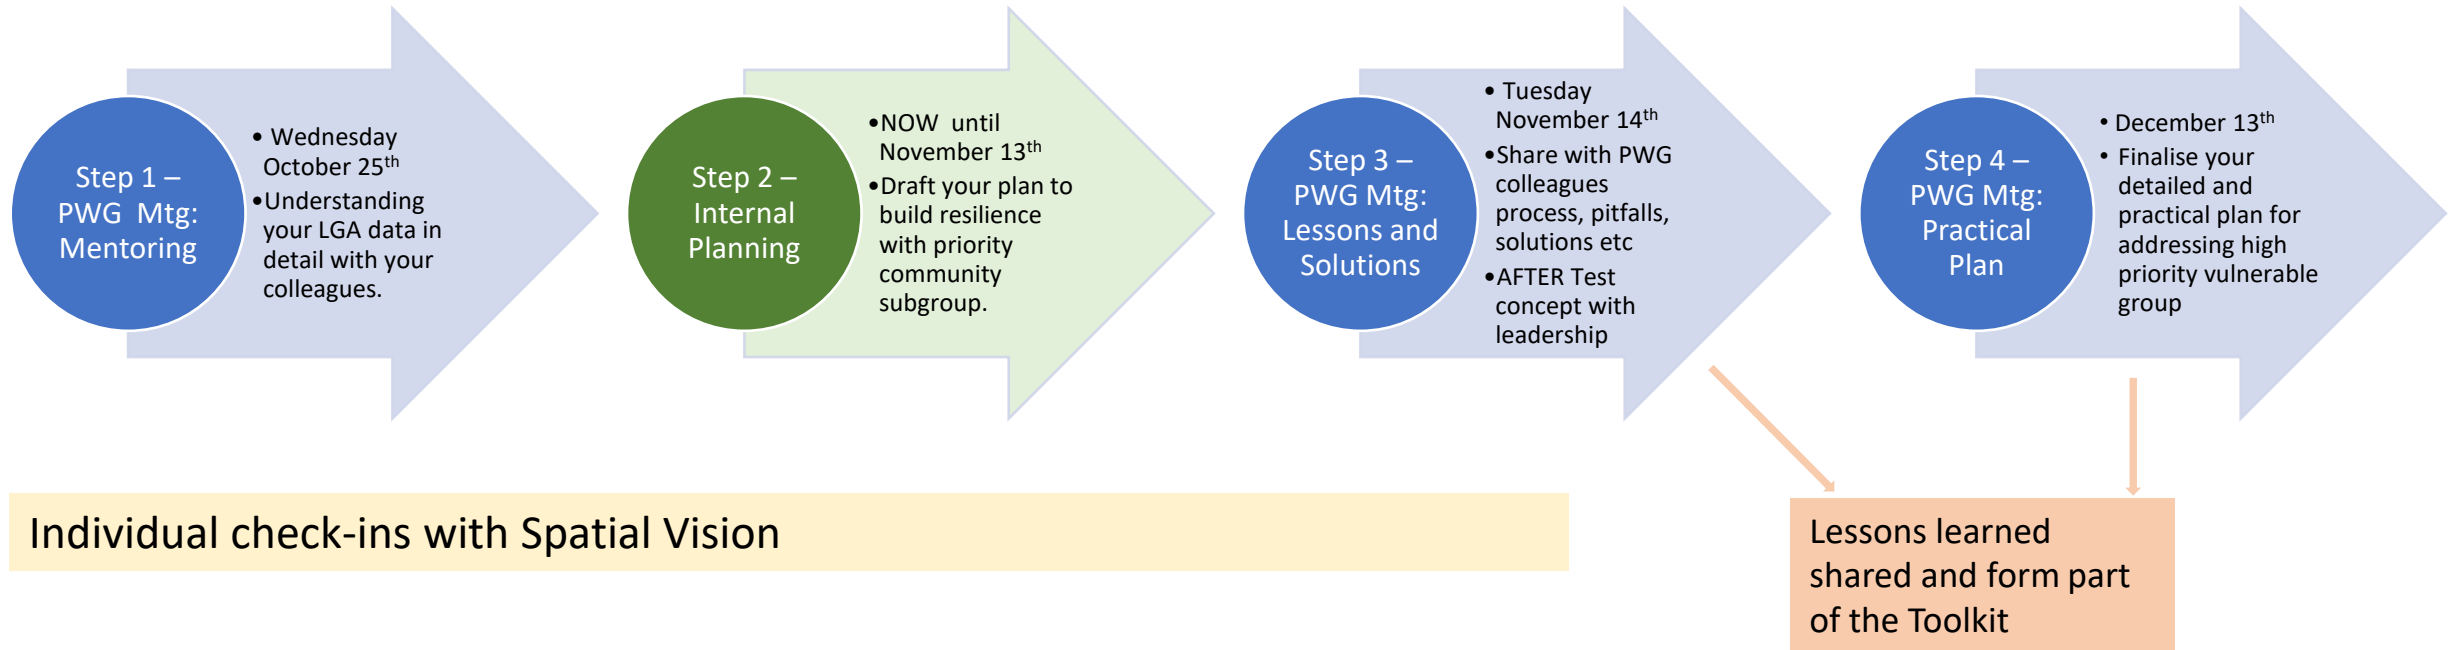 Step 1 –
PWG  Mtg:
Mentoring
• Wednesday
October 25th
•Understanding
your LGA data in
detail with your
colleagues.
Step 2 –
Internal
Planning
•NOW  until
November 13th
•Draft your plan to
build resilience
with priority
community
subgroup.
Step 3 –
PWG Mtg:
Lessons and
Solutions
• Tuesday
November 14th
•Share with PWG
colleagues
process, pitfalls,
solutions etc
•AFTER Test
concept with
leadership
Step 4 –
PWG Mtg:
Practical
Plan
• December 13th
• Finalise your
detailed and
practical plan for
addressing high
priority vulnerable
group
Individual check-ins with Spatial Vision
Lessons learned
shared and form part
of the Toolkit